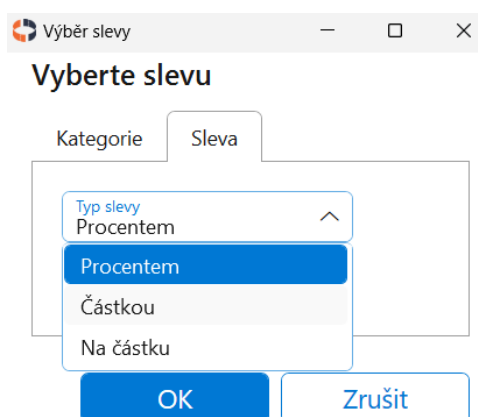 Výběr slevy
Vyberte slevu
Kategorie Sleva
Typ slevy
Procentem
Procentem
Částkou
Na částku
OK Zrušit